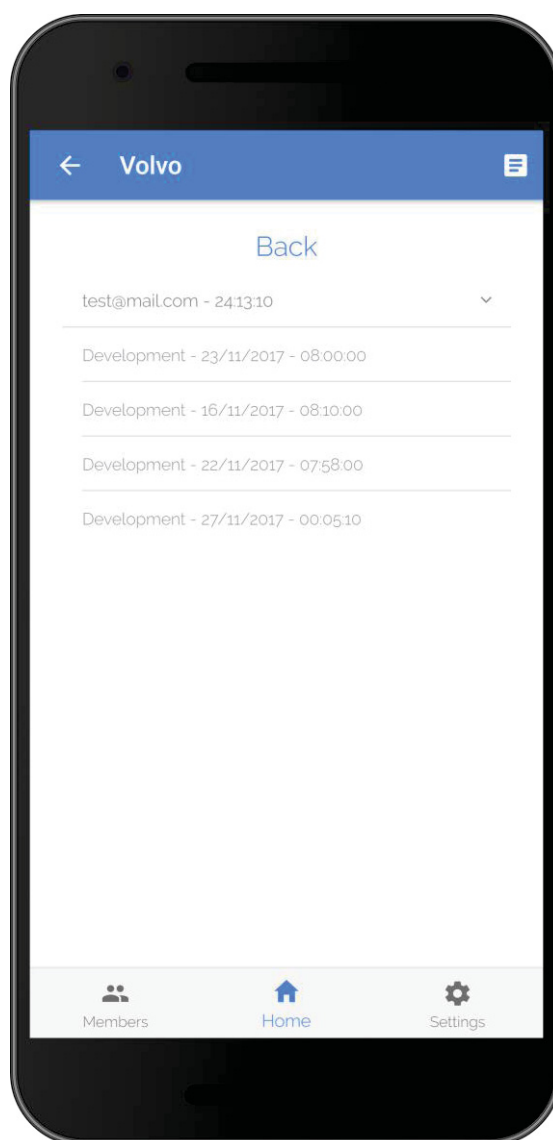 Volvo
Back
test@mail.com - 24:13:10
Development - 23/11/2017 - 08:00:00
Development - 16/11/2017 - 08:10:00
Development - 22/11/2017 - 07:58:00
Development - 27/11/2017 - 00:05:10
Members Home Settings